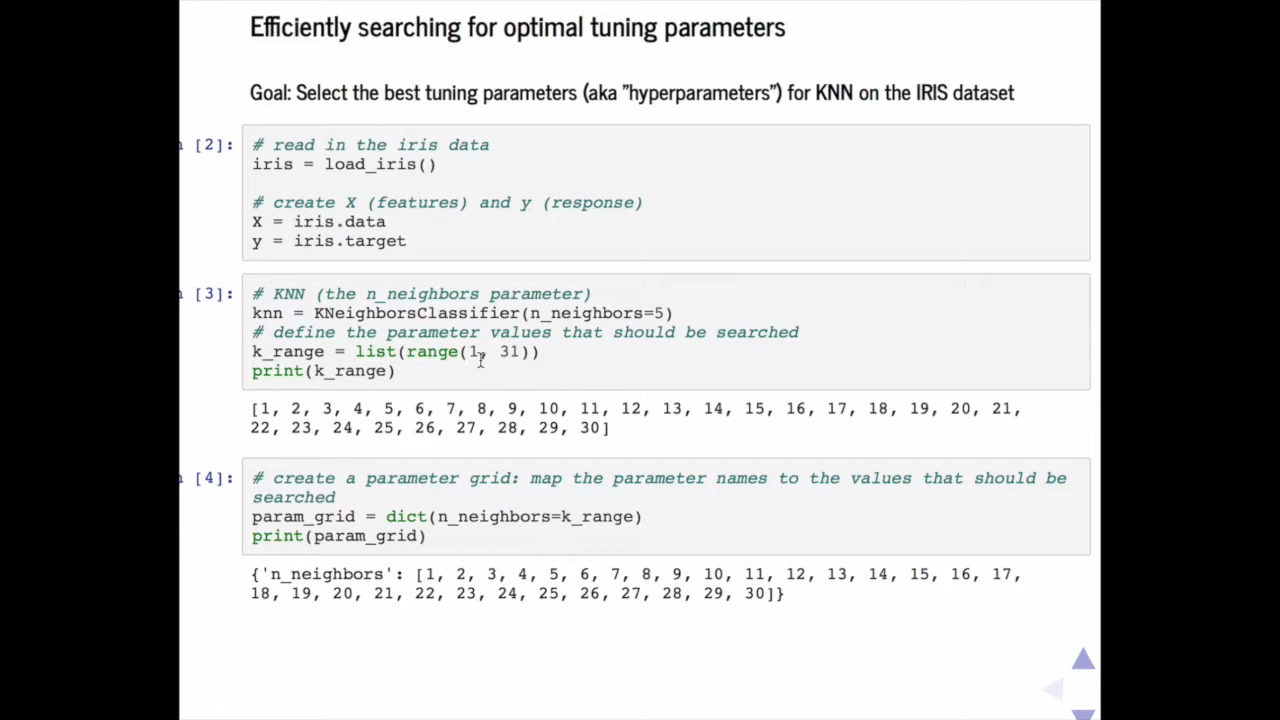 Efficiently searching for optimal tuning parameters
Goal: Select the best tuning parameters (aka "hyperparameters") for KNN on the IRIS dataset
[2]:
# read in the iris data
iris = load_iris()
# create X (features) and y (response)
X = iris.data
y = iris.target
[3]:
# KNN (the n_neighbors parameter)
knn = KNeighborsClassifier(n_neighbors=5)
# define the parameter values that should be searched
k_range = list(range(1, 31))
print(k_range)
[1, 2, 3, 4, 5, 6, 7, 8, 9, 10, 11, 12, 13, 14, 15, 16, 17, 18, 19, 20, 21,
22, 23, 24, 25, 26, 27, 28, 29, 30]
[4]:
# create a parameter grid: map the parameter names to the values that should be
searched
param_grid = dict(n_neighbors=k_range)
print(param_grid)
{'n_neighbors': [1, 2, 3, 4, 5, 6, 7, 8, 9, 10, 11, 12, 13, 14, 15, 16, 17,
18, 19, 20, 21, 22, 23, 24, 25, 26, 27, 28, 29, 30]}